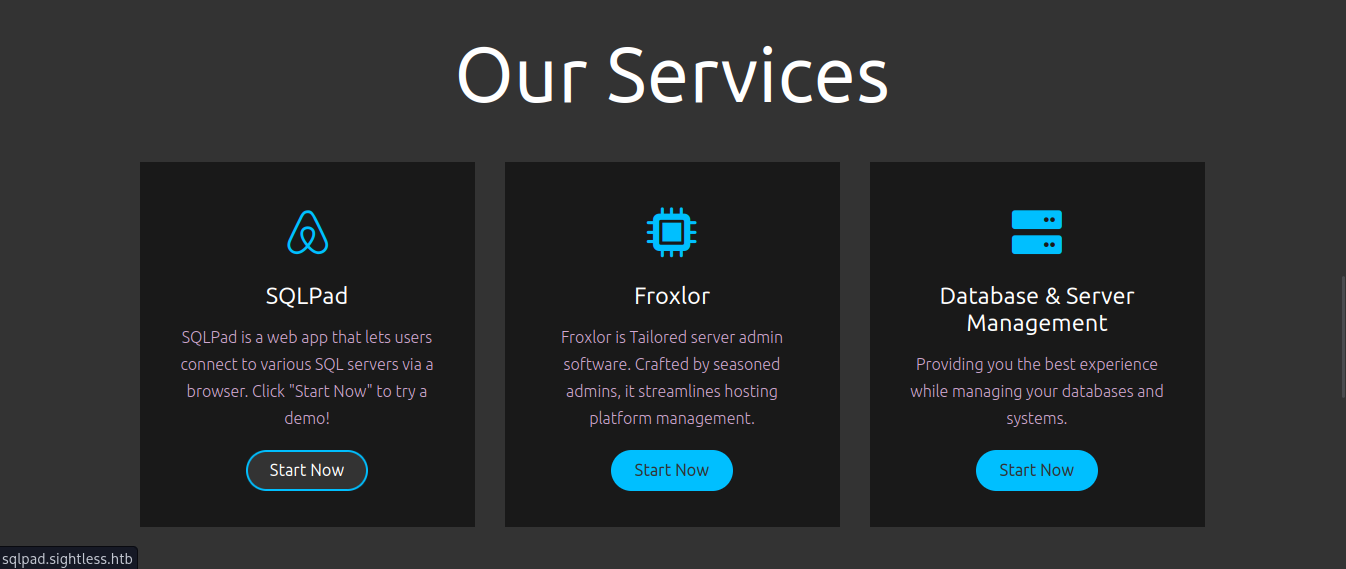 Our Services
SQLPad
SQLPad is a web app that lets users
connect to various SQL servers via a
browser. Click "Start Now" to try a
demo!
Start Now
Froxlor
Froxlor is Tailored server admin
software. Crafted by seasoned
admins, it streamlines hosting
platform management.
Start Now
Database & Server
Management
Providing you the best experience
while managing your databases and
systems.
Start Now
sqlpad.sightless.htb